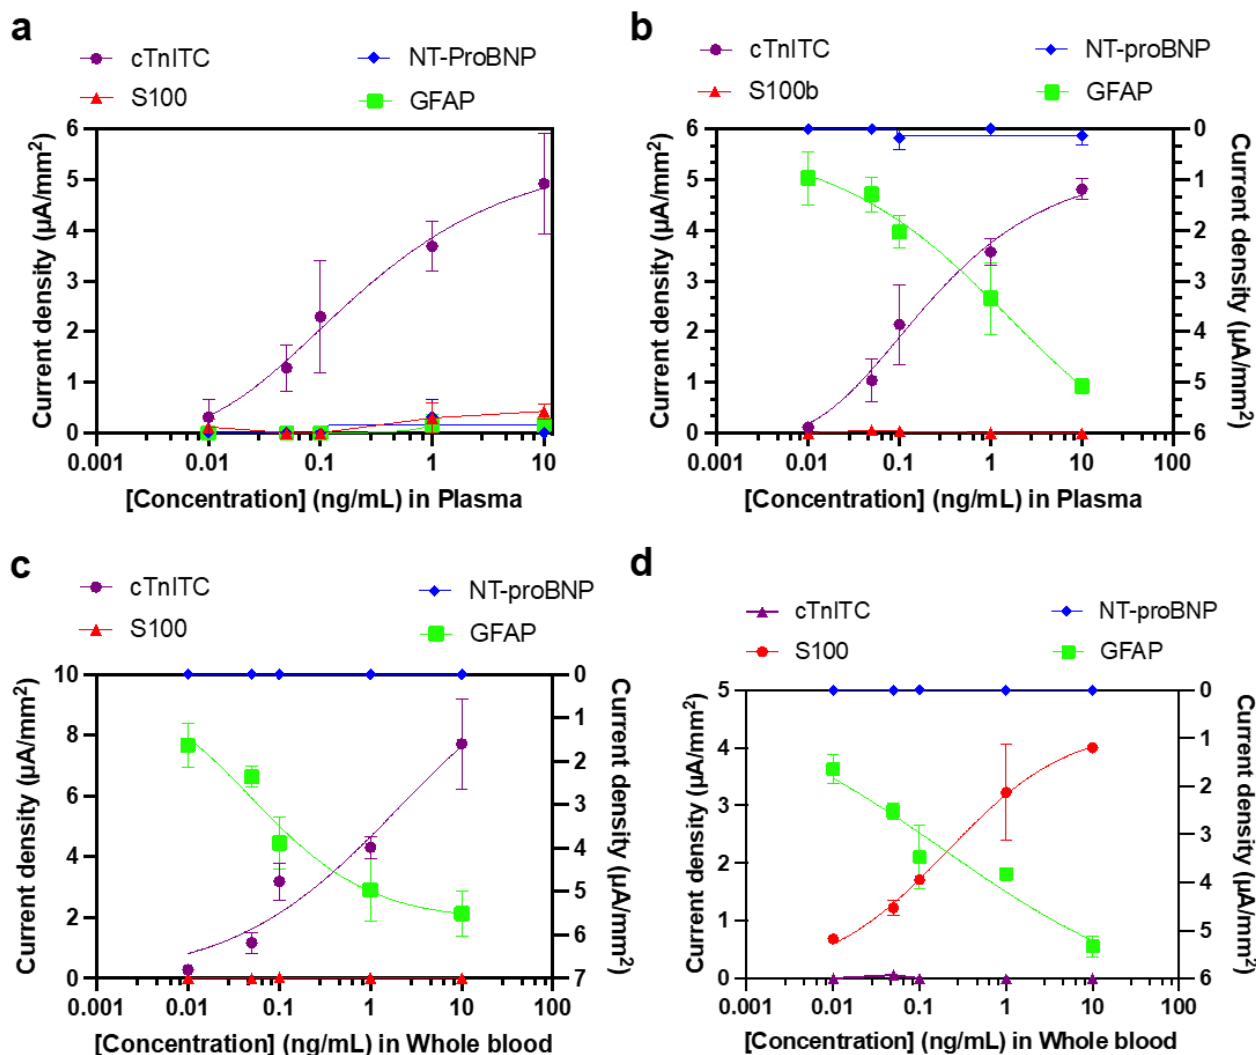 a
cTnITC
NT-ProBNP
S100
GFAP
Current density (µA/mm²)
6
5
4
3
2
1
0
0.001
0.01
0.1
1
10
[Concentration] (ng/mL) in Plasma
b
cTnITC
NT-proBNP
S100b
GFAP
Current density (µA/mm²)
6
5
4
3
2
1
0
0
1
2
3
4
5
6
Current density (µA/mm²)
0.001
0.01
0.1
1
10
100
[Concentration] (ng/mL) in Plasma
c
cTnITC
NT-proBNP
S100
GFAP
Current density (µA/mm²)
10
8
6
4
2
0
0
1
2
3
4
5
6
7
Current density (µA/mm²)
0.001
0.01
0.1
1
10
100
[Concentration] (ng/mL) in Whole blood
d
cTnITC
NT-proBNP
S100
GFAP
Current density (µA/mm²)
5
4
3
2
1
0
0
1
2
3
4
5
6
Current density (µA/mm²)
0.001
0.01
0.1
1
10
100
[Concentration] (ng/mL) in Whole blood